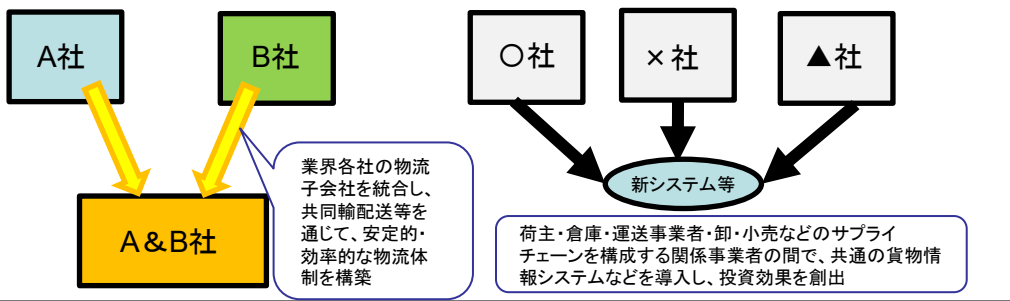 A社
B社
業界各社の物流
子会社を統合し、
共同輸配送等を
通じて、安定的・
効率的な物流体
制を構築
A&B社
〇社
×社
▲社
新システム等
荷主・倉庫・運送事業者・卸・小売などのサプライ
チェーンを構成する関係事業者の間で、共通の貨物情
報システムなどを導入し、投資効果を創出